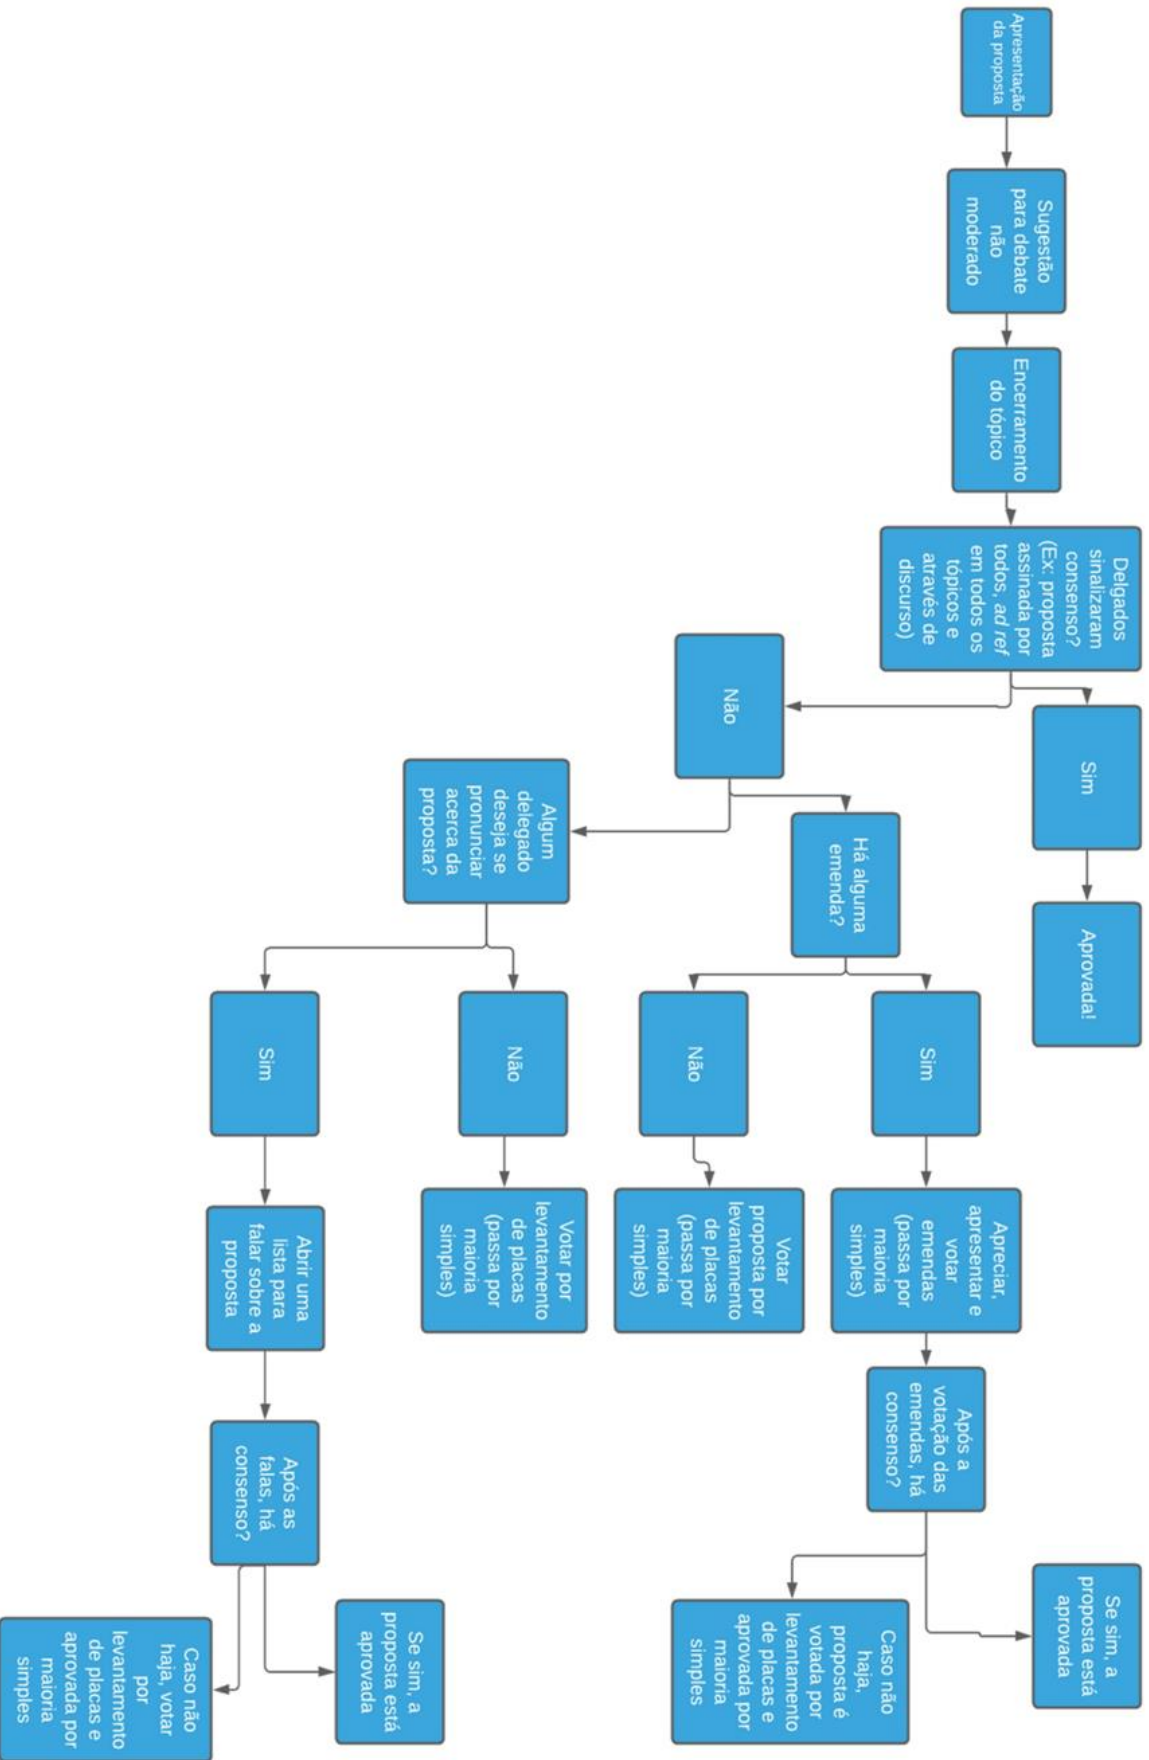 Apresentação
da proposta
Sugestão
para debate
não
moderado
Encerramento
do tópico
Delgados
sinalizaram
consenso?
(Ex: proposta
assinada por
todos, ad ref
em todos os
tópicos e
através de
discurso)
Sim
Aprovada!
Não
Há alguma
emenda?
Sim
Apreciar,
apresentar e
votar
emendas
(passa por
maioria
simples)
Após a
votação das
emendas, há
consenso?
Se sim, a
proposta está
aprovada
Caso não
haja,
proposta é
votada por
levantamento
de placas e
aprovada por
maioria
simples
Não
Votar
proposta por
levantamento
de placas
(passa por
maioria
simples)
Algum
delegado
deseja se
pronunciar
acerca da
proposta?
Não
Votar por
levantamento
de placas
(passa por
maioria
simples)
Sim
Abrir uma
lista para
falar sobre a
proposta
Após as
falas, há
consenso?
Se sim, a
proposta está
aprovada
Caso não
haja, votar
por
levantamento
de placas e
aprovada por
maioria
simples